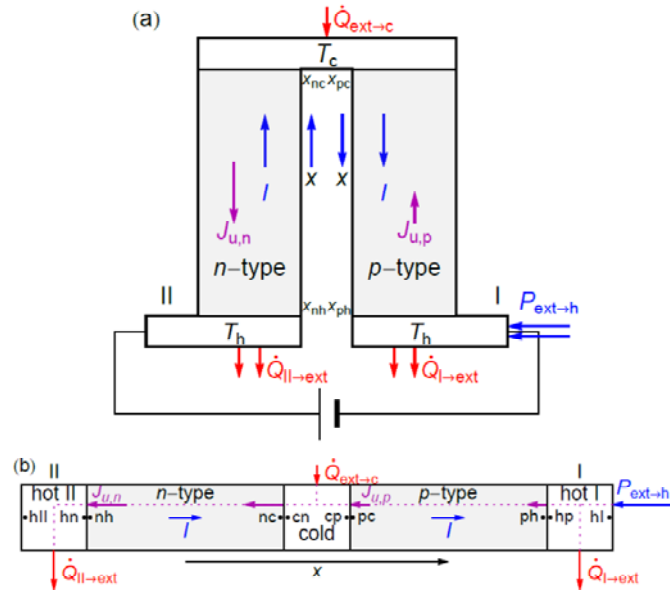 (a)
Q̇ext→c
Tc
xnc xpc
I x x I
Ju,n Ju,p
n−type p−type
II xnh xph I
Pext→h
Th Th
Q̇II→ext Q̇I→ext
(b)
II Q̇ext→c I
hot II Ju,n n−type Ju,p p−type hot I Pext→h
hII hn nh nc cn cp pc ph hp hI
I cold I
Q̇II→ext x Q̇I→ext